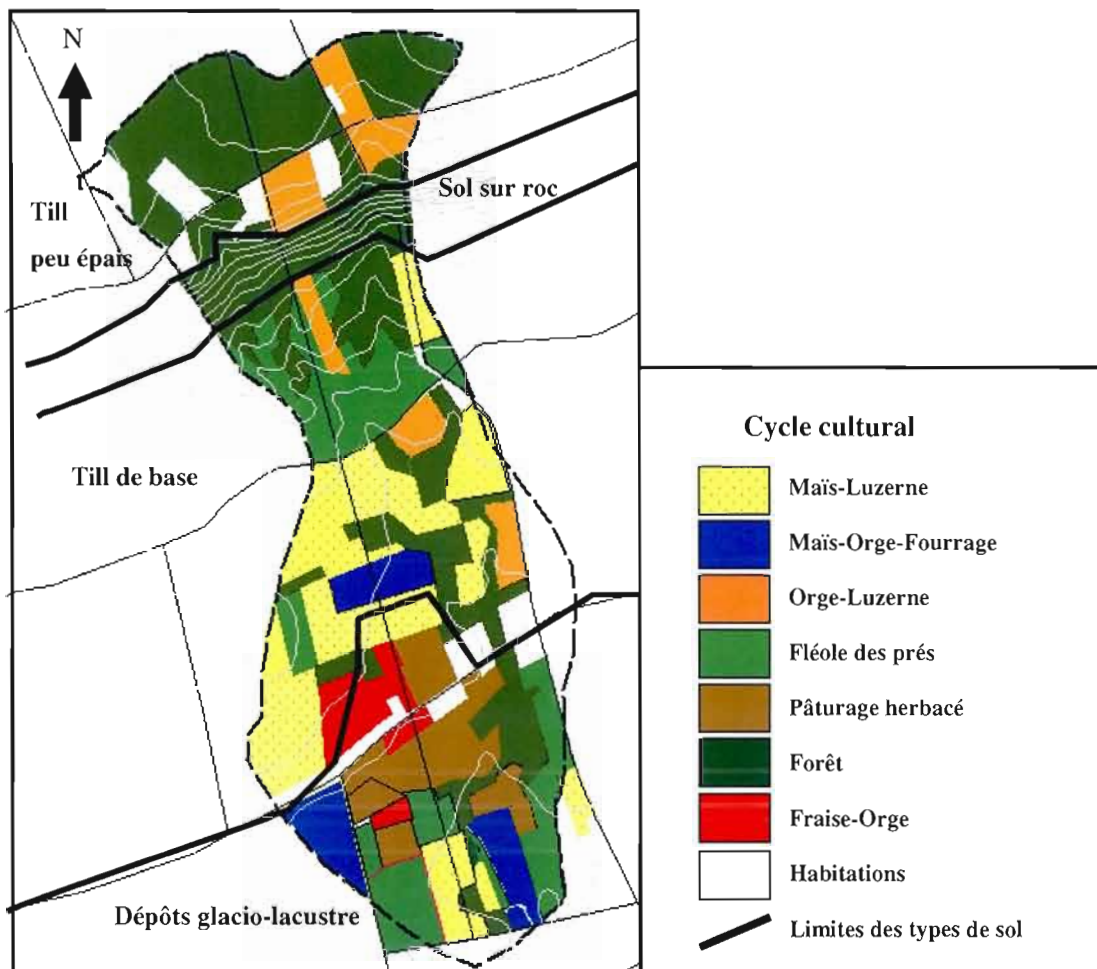 N
Sol sur roc
Till
peu épais
Till de base
Dépôts glacio-lacustre
Cycle cultural
Maïs-Luzerne
Maïs-Orge-Fourrage
Orge-Luzerne
Fléole des prés
Pâturage herbacé
Forêt
Fraise-Orge
Habitations
Limites des types de sol